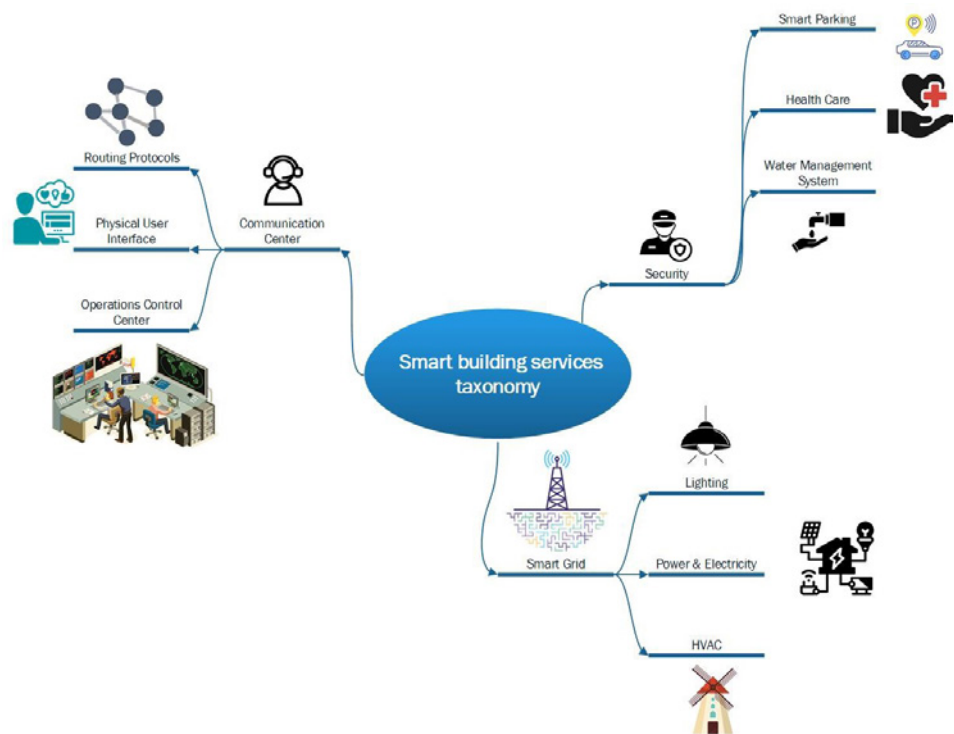 Smart Parking
Health Care
Water Management
System
Security
Routing Protocols
Physical User
Interface
Operations Control
Center
Communication
Center
Smart building services
taxonomy
Lighting
Smart Grid
Power & Electricity
HVAC
P